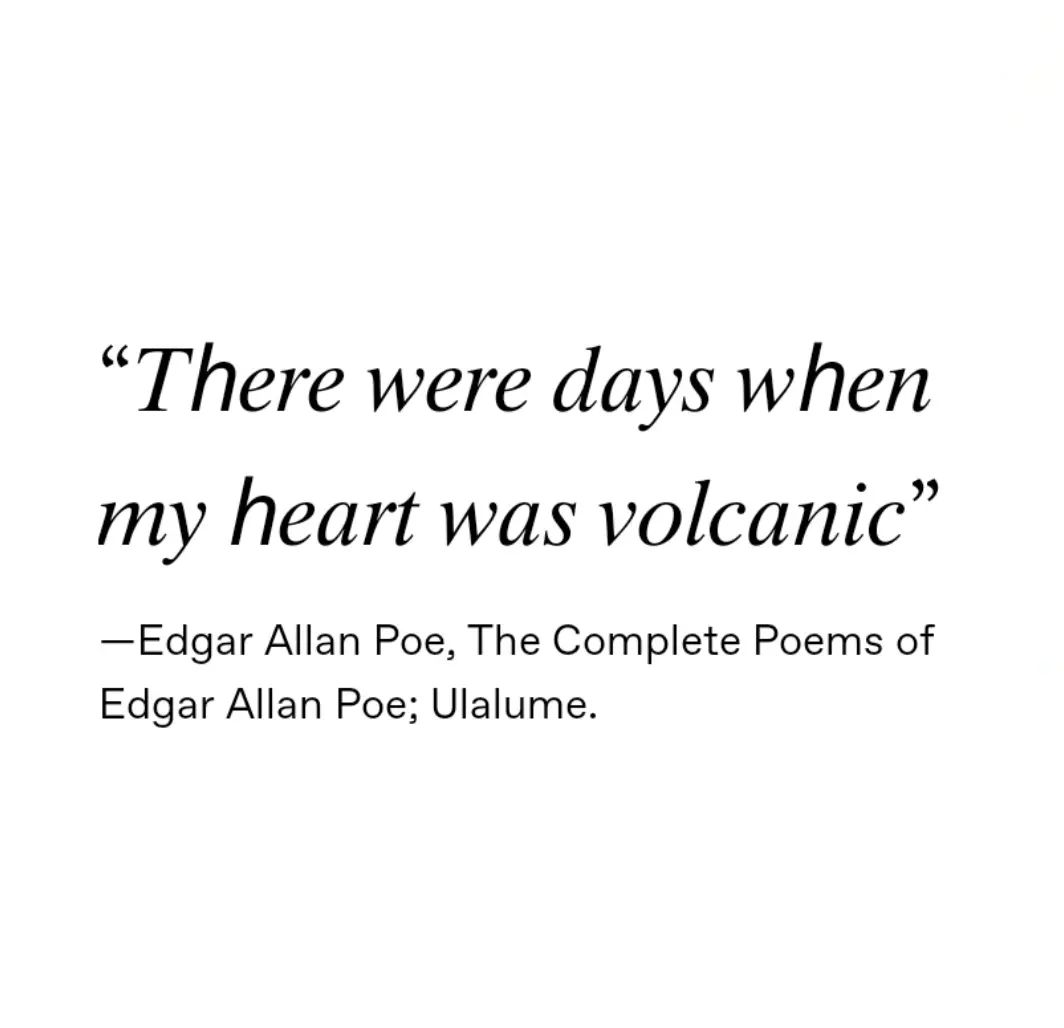 “There were days when
my heart was volcanic”
—Edgar Allan Poe, The Complete Poems of
Edgar Allan Poe; Ulalume.